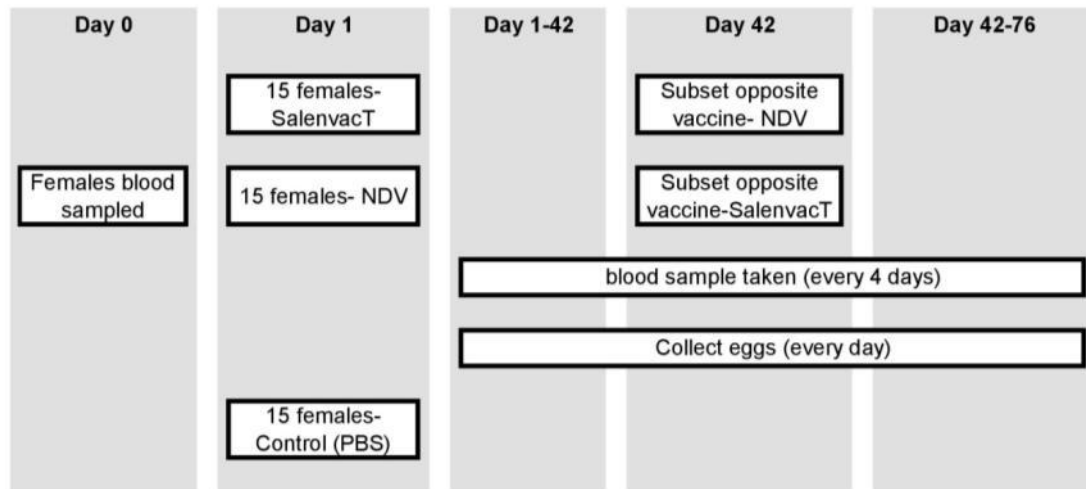 Day 0
Day 1
Day 1-42
Day 42
Day 42-76
15 females-
SalenvacT
Subset opposite
vaccine- NDV
Females blood
sampled
15 females- NDV
Subset opposite
vaccine-SalenvacT
blood sample taken (every 4 days)
Collect eggs (every day)
15 females-
Control (PBS)